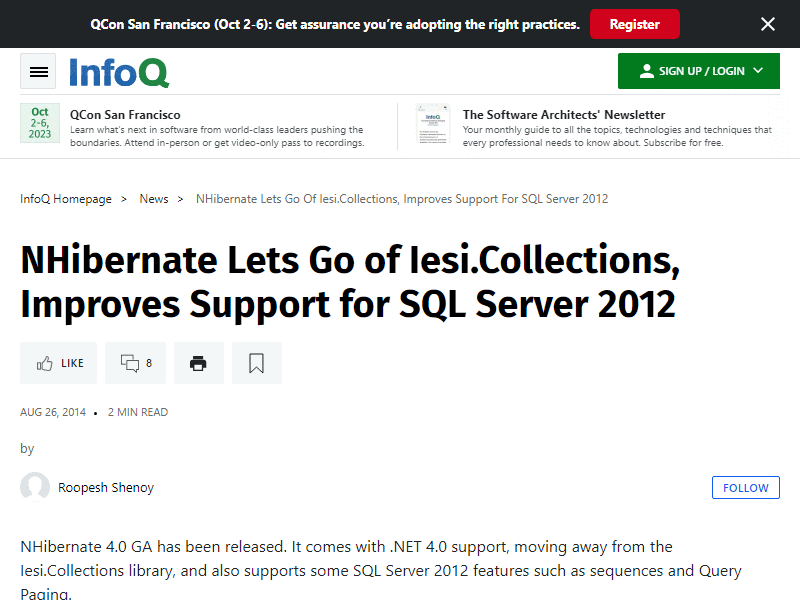 QCon San Francisco (Oct 2-6): Get assurance you're adopting the right practices. Register
InfoQ
SIGN UP / LOGIN
Oct
2-6,
2023
QCon San Francisco
Learn what's next in software from world-class leaders pushing the
boundaries. Attend in-person or get video-only pass to recordings.
InfoQ
The Software Architects' Newsletter
Your monthly guide to all the topics, technologies and techniques that
every professional needs to know about. Subscribe for free.
InfoQ Homepage > News > NHibernate Lets Go Of Iesi.Collections, Improves Support For SQL Server 2012
NHibernate Lets Go of Iesi.Collections,
Improves Support for SQL Server 2012
LIKE 8
AUG 26, 2014 • 2 MIN READ
by
Roopesh Shenoy
FOLLOW
NHibernate 4.0 GA has been released. It comes with .NET 4.0 support, moving away from the
Iesi.Collections library, and also supports some SQL Server 2012 features such as sequences and Query
Paging.